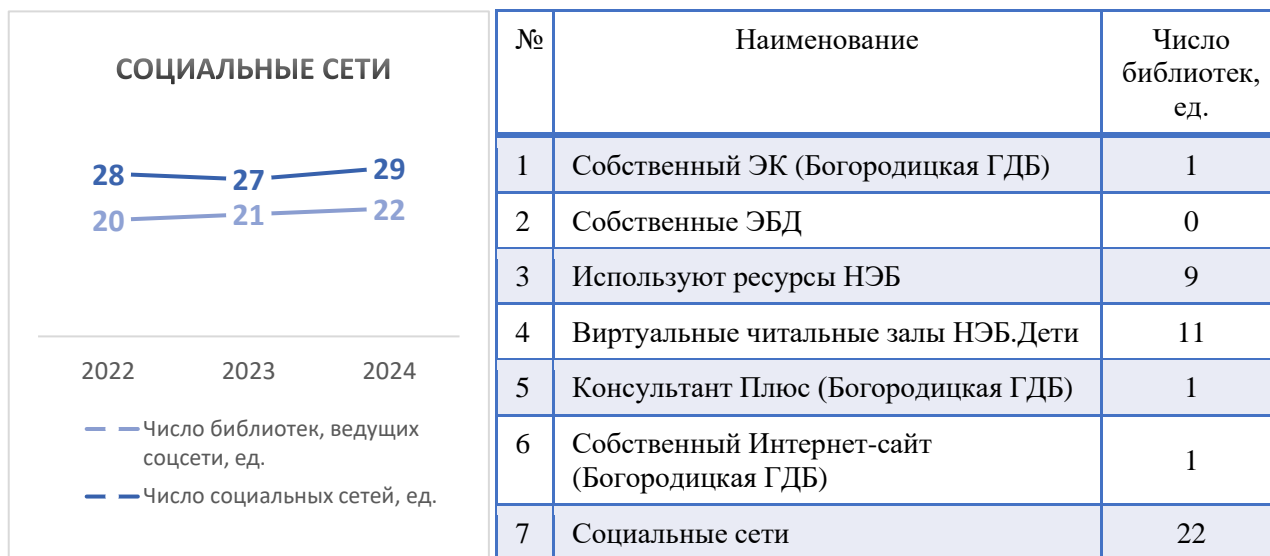 СОЦИАЛЬНЫЕ СЕТИ
28 27 29
20 21 22
2022 2023 2024
Число библиотек, ведущих
соцсети, ед.
Число социальных сетей, ед.
№ Наименование Число
библиотек,
ед.
1 Собственный ЭК (Богородицкая ГДБ) 1
2 Собственные ЭБД 0
3 Используют ресурсы НЭБ 9
4 Виртуальные читальные залы НЭБ.Дети 11
5 Консультант Плюс (Богородицкая ГДБ) 1
6 Собственный Интернет-сайт
(Богородицкая ГДБ) 1
7 Социальные сети 22